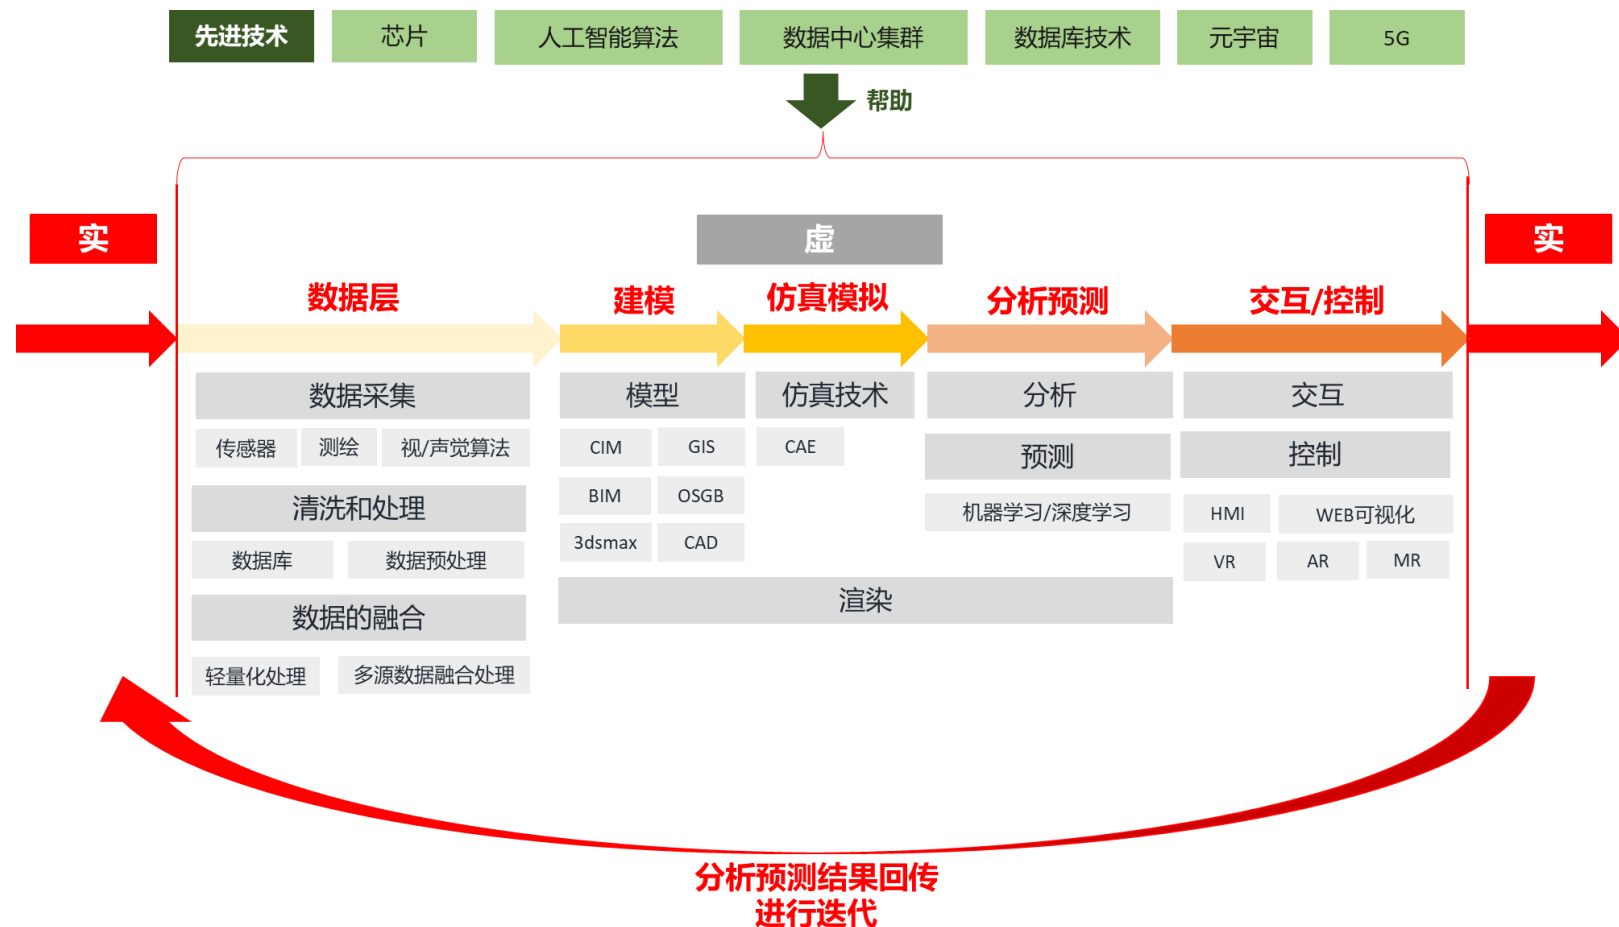 先进技术
芯片
人工智能算法
数据中心集群
数据库技术
元宇宙
5G
帮助
实
虚
实
数据层
建模
仿真模拟
分析预测
交互/控制
数据采集
模型
仿真技术
分析
交互
传感器
测绘
视/声觉算法
CIM
GIS
CAE
预测
控制
清洗和处理
BIM
OSGB
机器学习/深度学习
HMI
WEB可视化
数据库
数据预处理
3dsmax
CAD
VR
AR
MR
数据的融合
渲染
轻量化处理
多源数据融合处理
分析预测结果回传
进行迭代